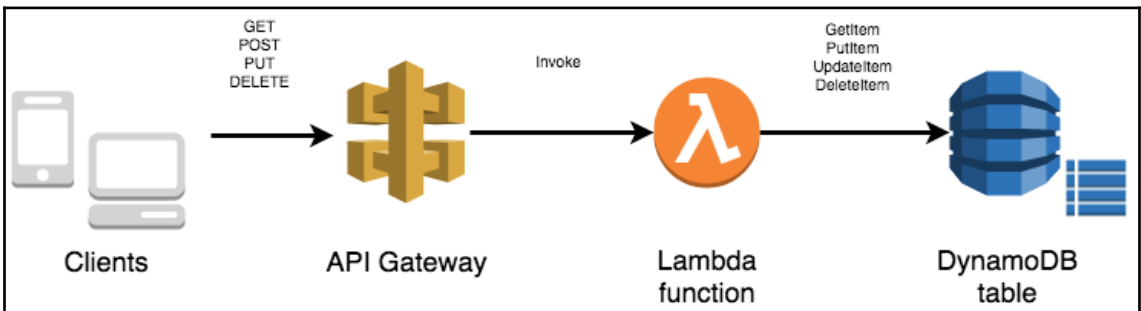 GET
POST
PUT
DELETE
Invoke
GetItem
PutItem
UpdateItem
DeleteItem
λ
Clients
API Gateway
Lambda
function
DynamoDB
table